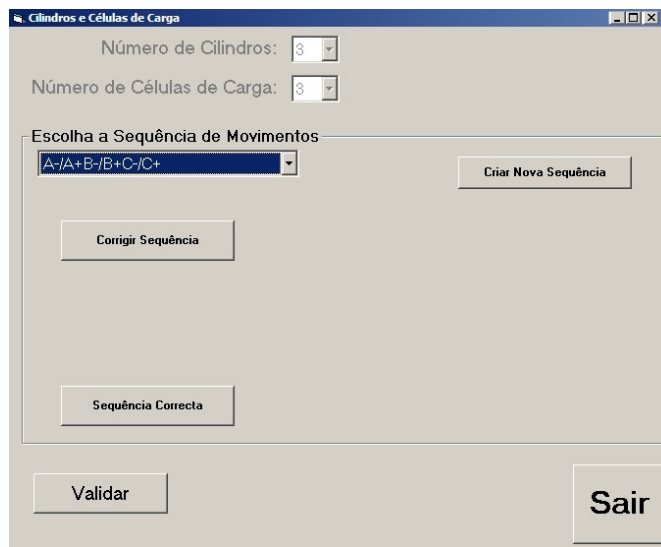 Cilindros e Células de Carga
Número de Cilindros: 3
Número de Células de Carga: 3
Escolha a Sequência de Movimentos
A-/A+B-/B+C-/C+
Criar Nova Sequência
Corrigir Sequência
Sequência Correcta
Validar
Sair